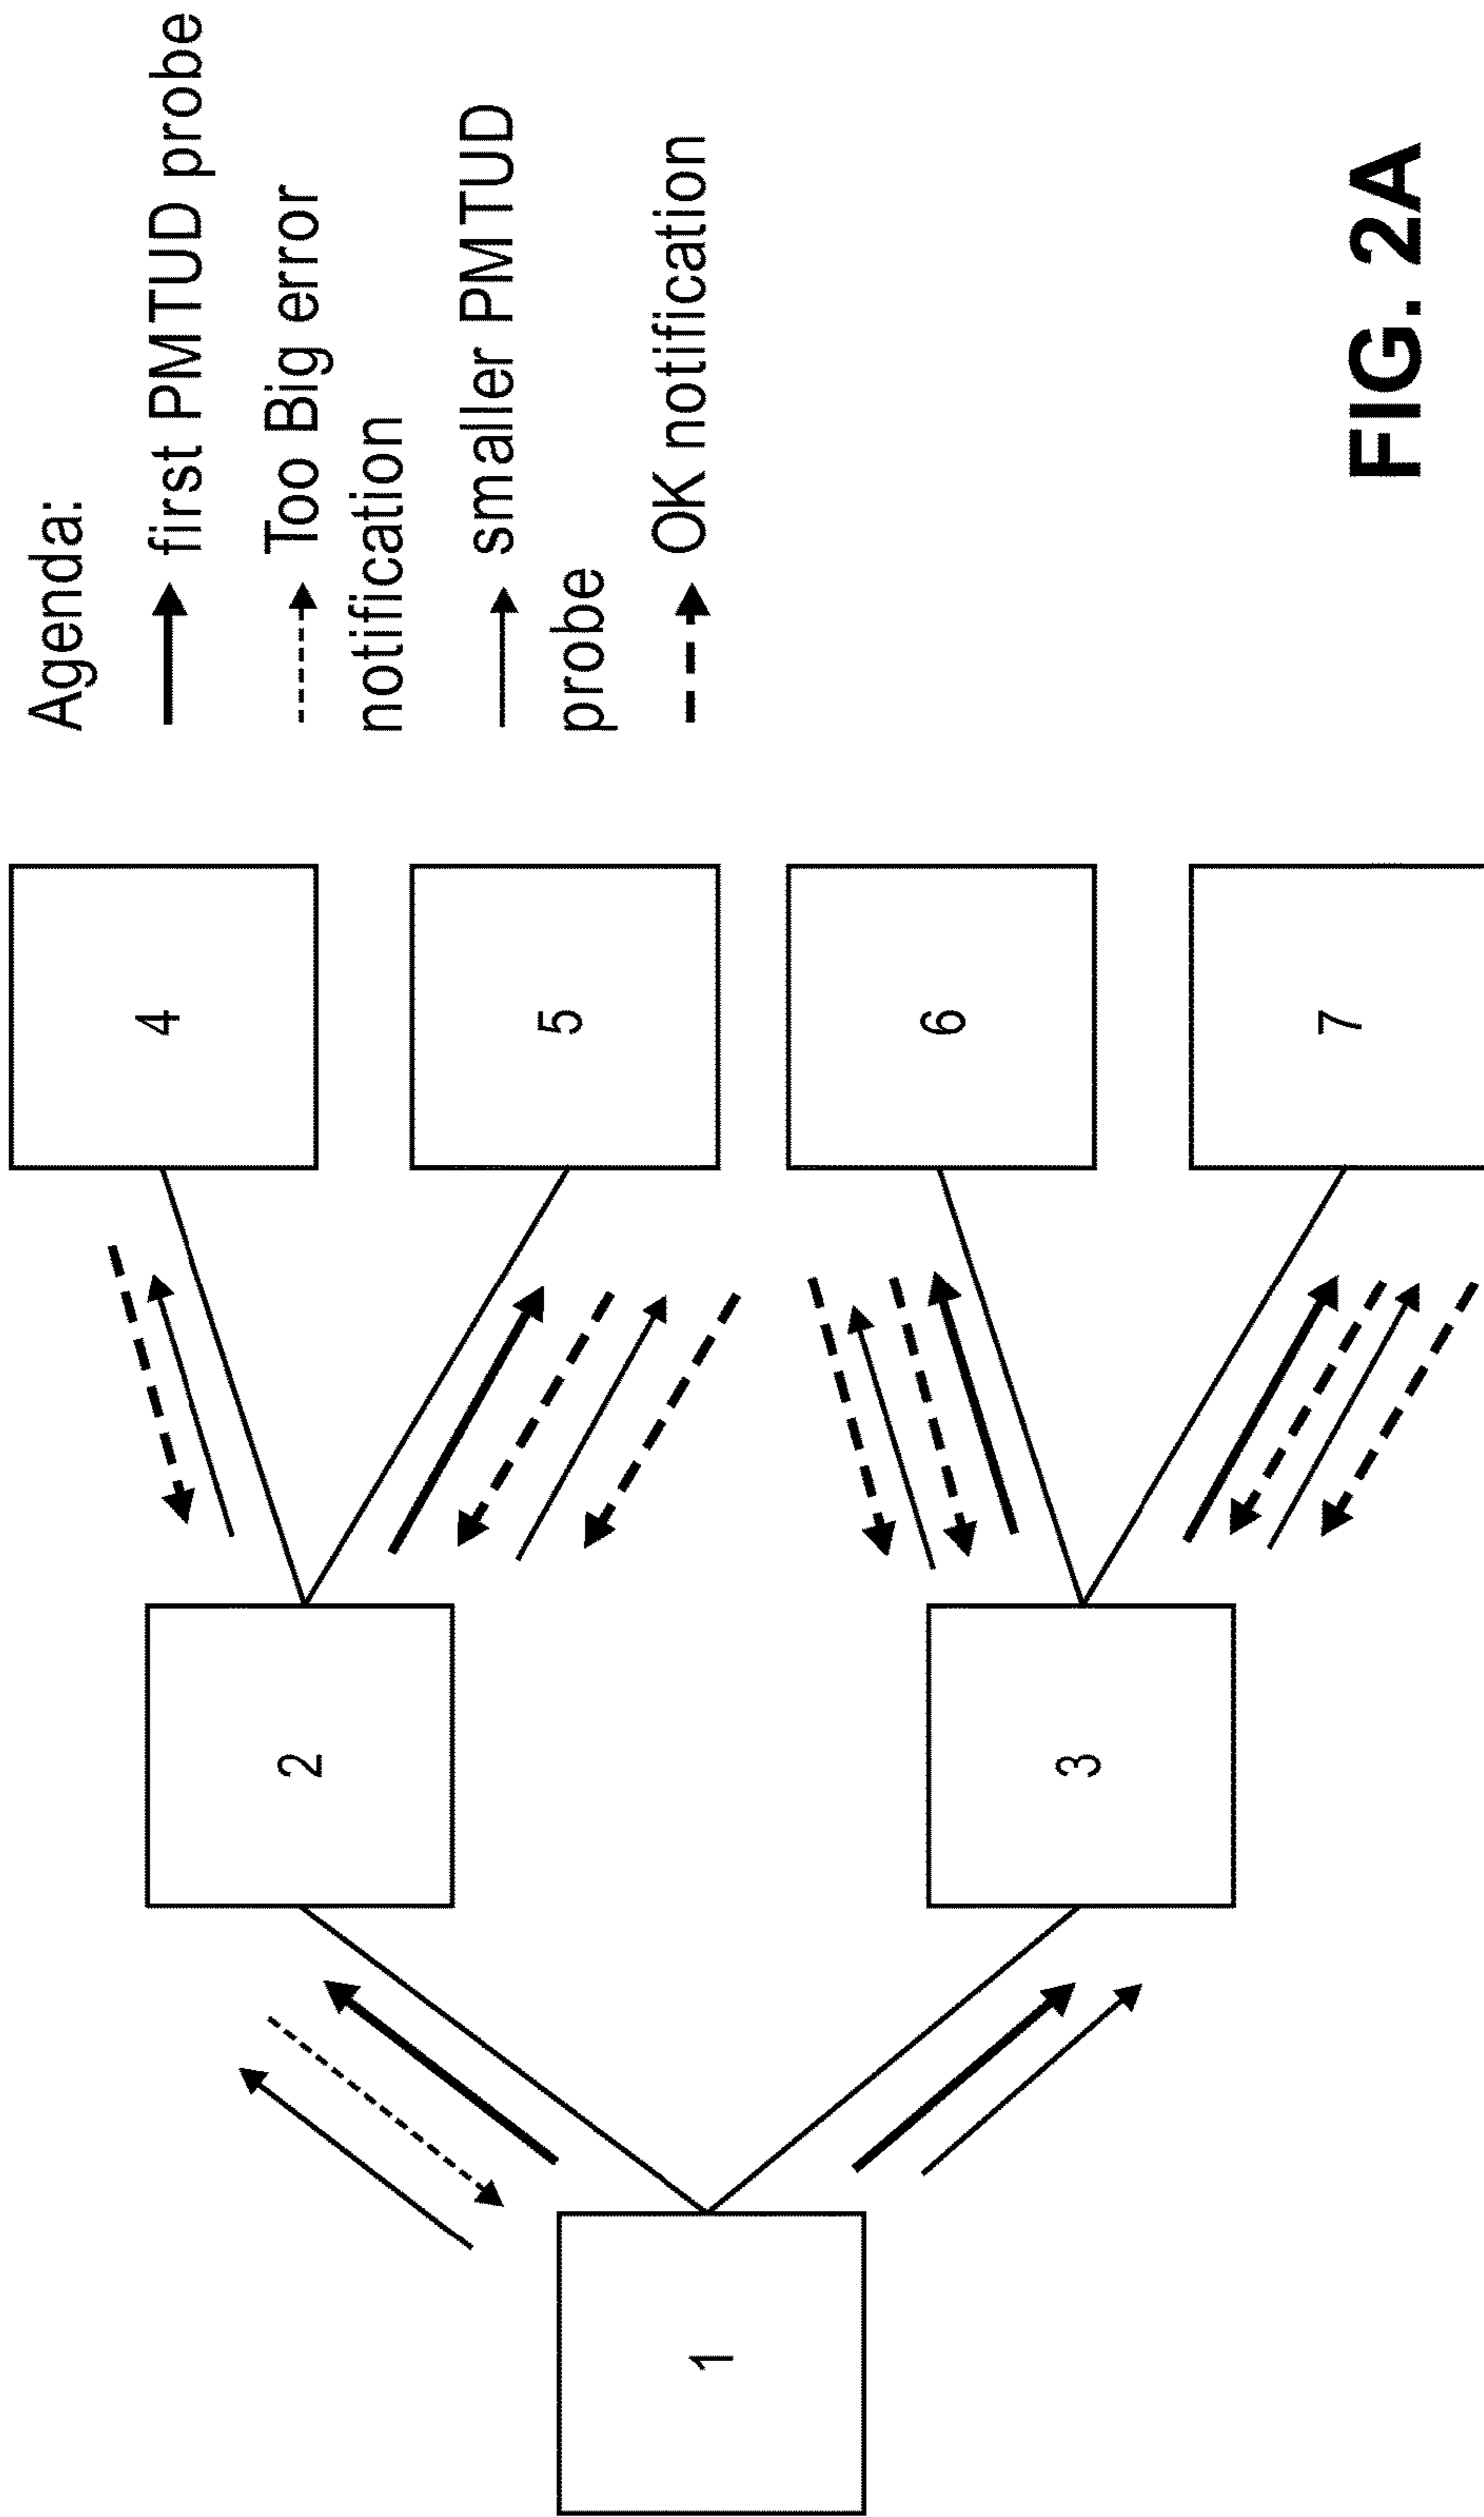 Agenda:
first PMTUD probe
Too Big error
notification
smaller PMTUD
probe
OK notification
4
5
6
7
2
3
1
FIG. 2A